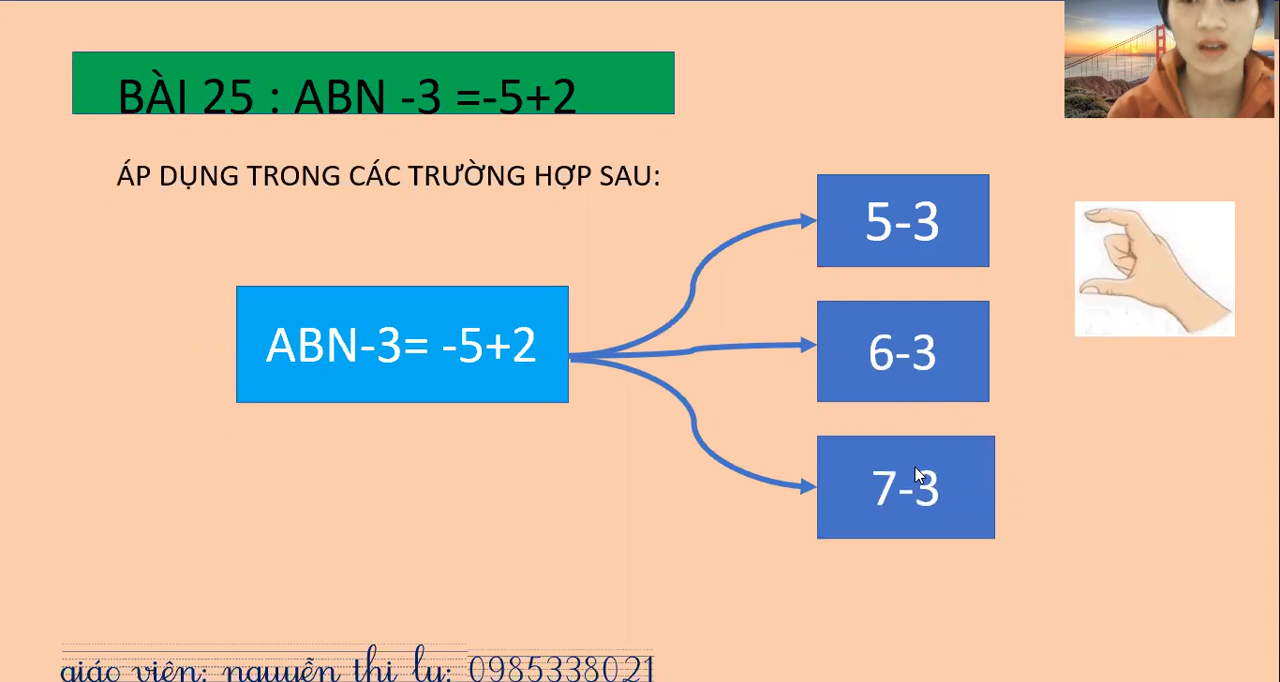 BÀI 25 : ABN -3 =-5+2
ÁP DỤNG TRONG CÁC TRƯỜNG HỢP SAU:
5-3
ABN-3= -5+2
6-3
7-3
giáo viên: nguyễn thị ly: 0985338021